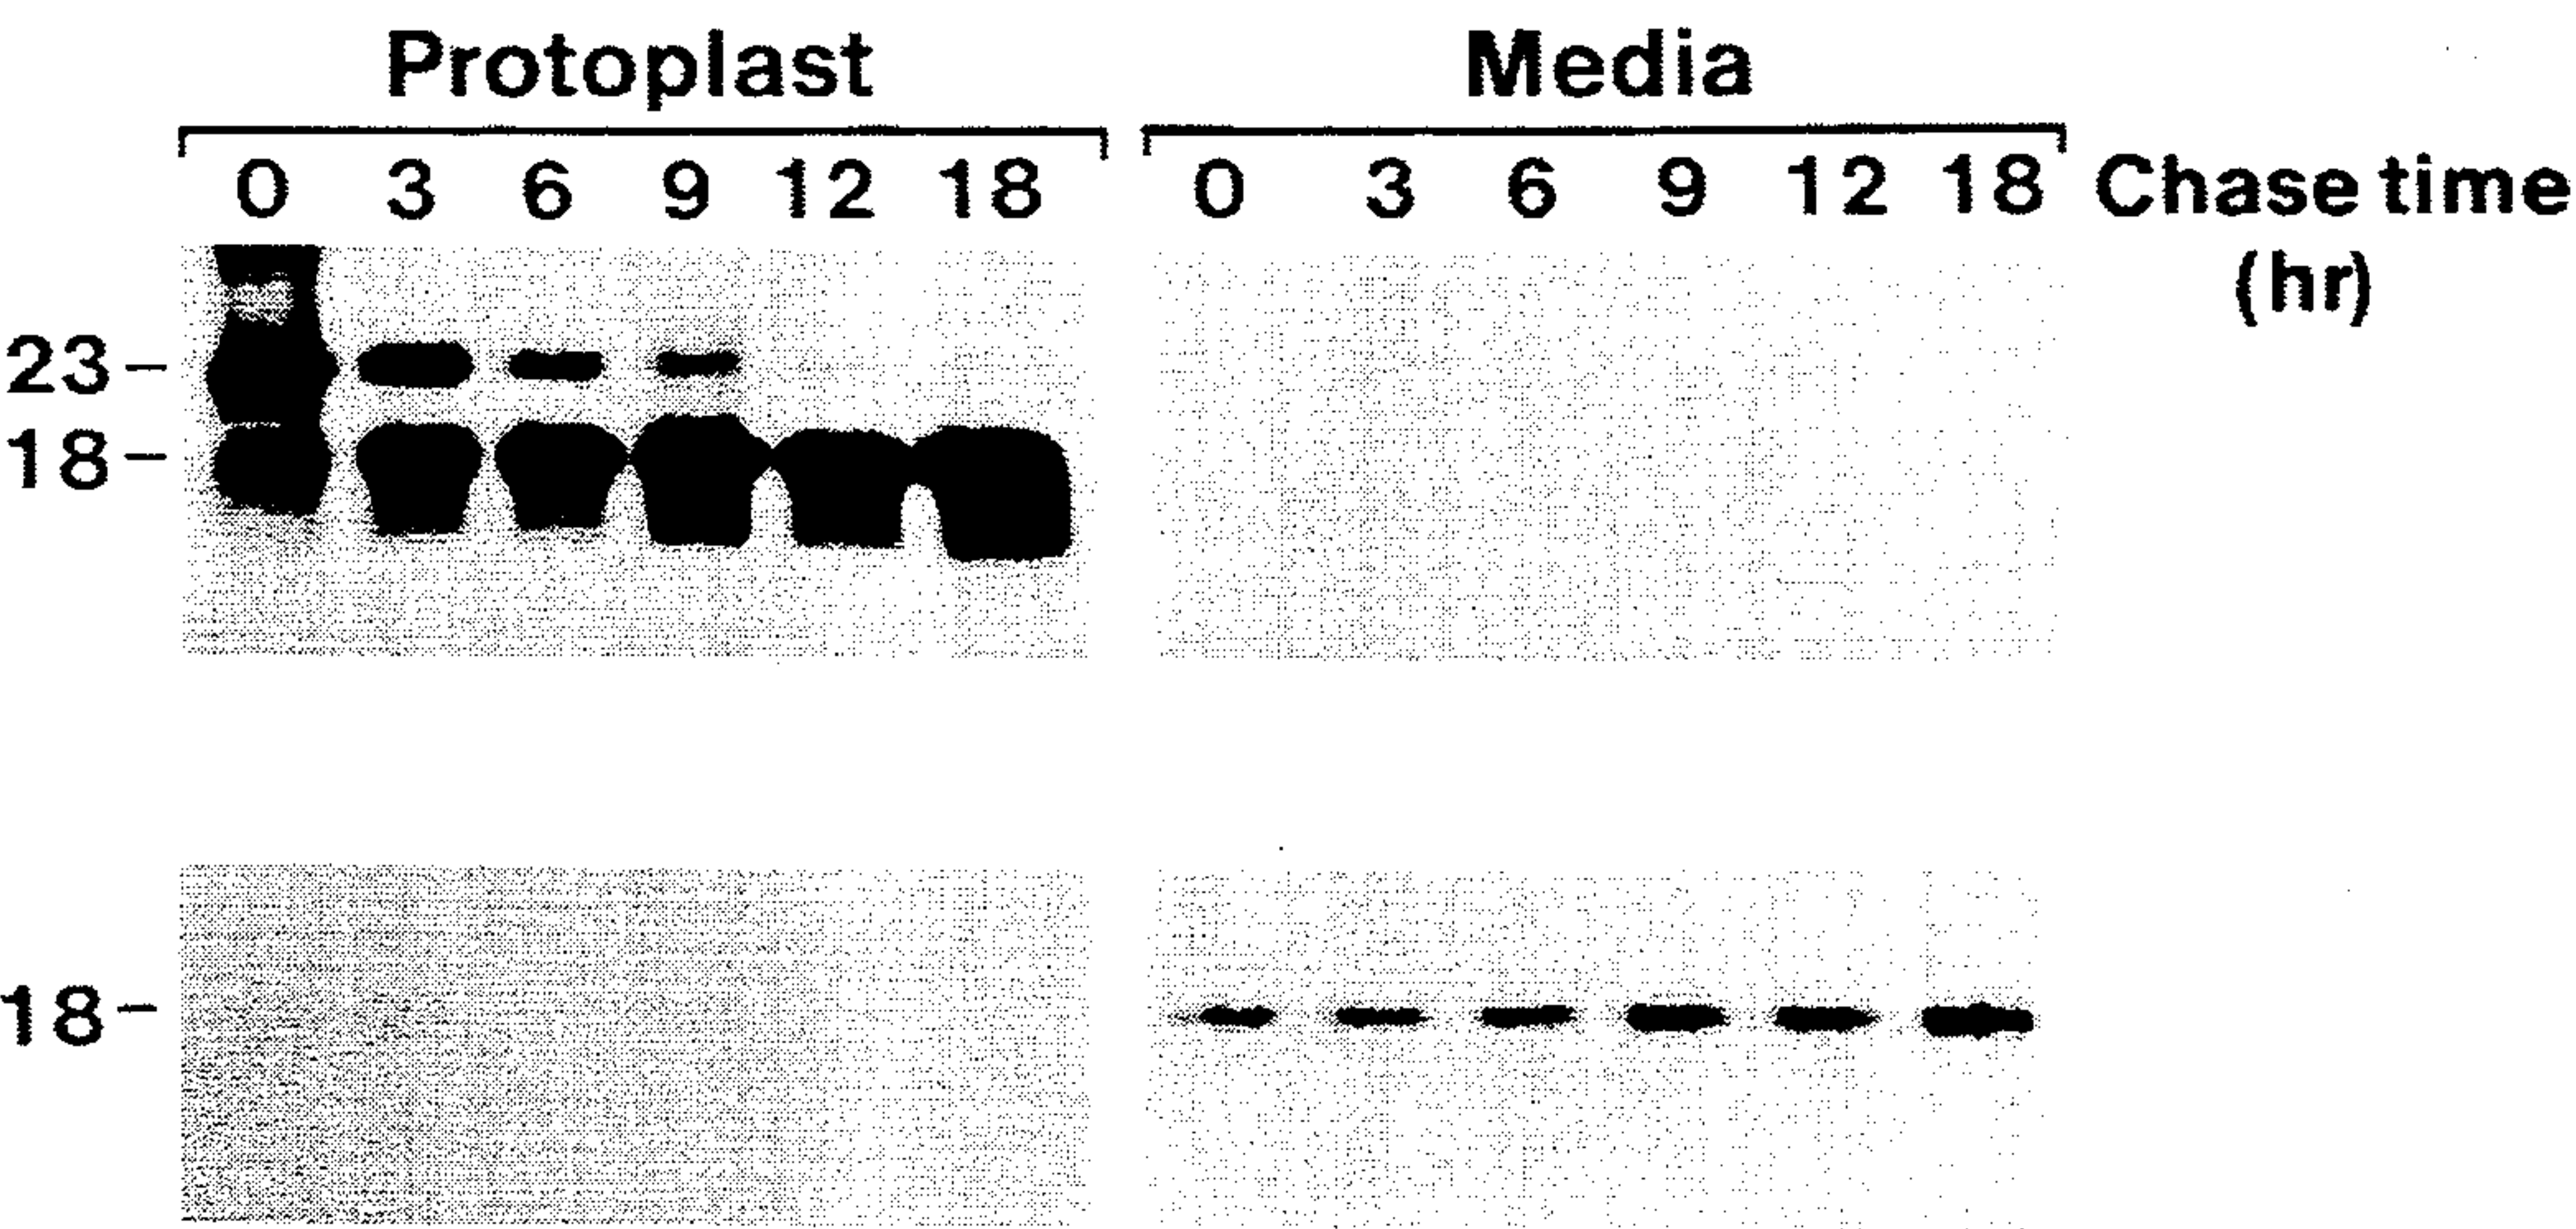 Protoplast Media
0 3 6 9 12 18 0 3 6 9 12 18 Chase time
(hr)
23-
18-
18-